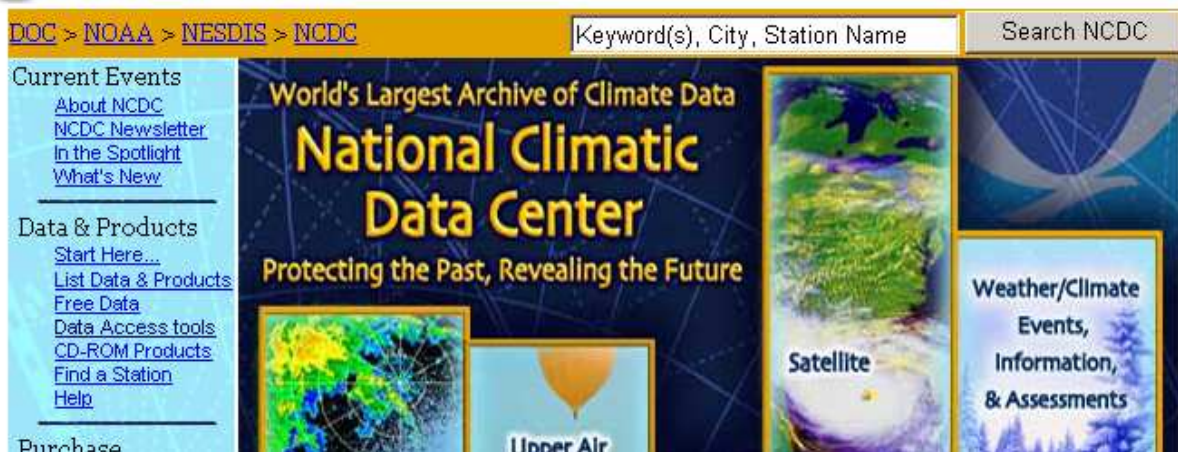 DOC > NOAA > NESDIS > NCDC
Keyword(s), City, Station Name
Search NCDC
Current Events
About NCDC
NCDC Newsletter
In the Spotlight
What's New
Data & Products
Start Here...
List Data & Products
Free Data
Data Access tools
CD-ROM Products
Find a Station
Help
Purchase
World's Largest Archive of Climate Data
National Climatic
Data Center
Protecting the Past, Revealing the Future
Upper Air
Satellite
Weather/Climate
Events,
Information,
& Assessments